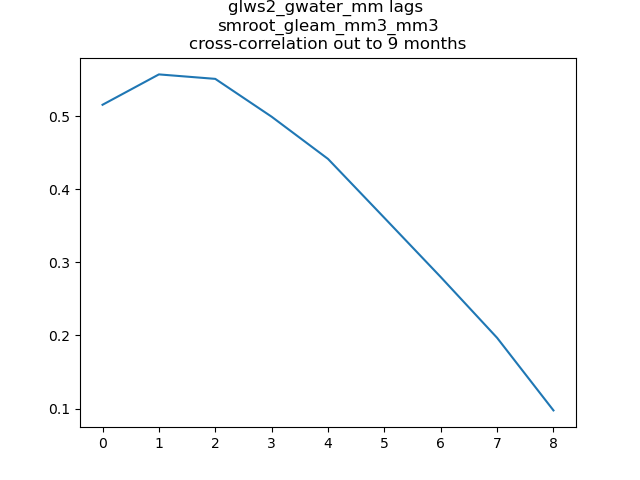 glws2_gwater_mm lags
smroot_gleam_mm3_mm3
cross-correlation out to 9 months
0.5
0.4
0.3
0.2
0.1
0 1 2 3 4 5 6 7 8